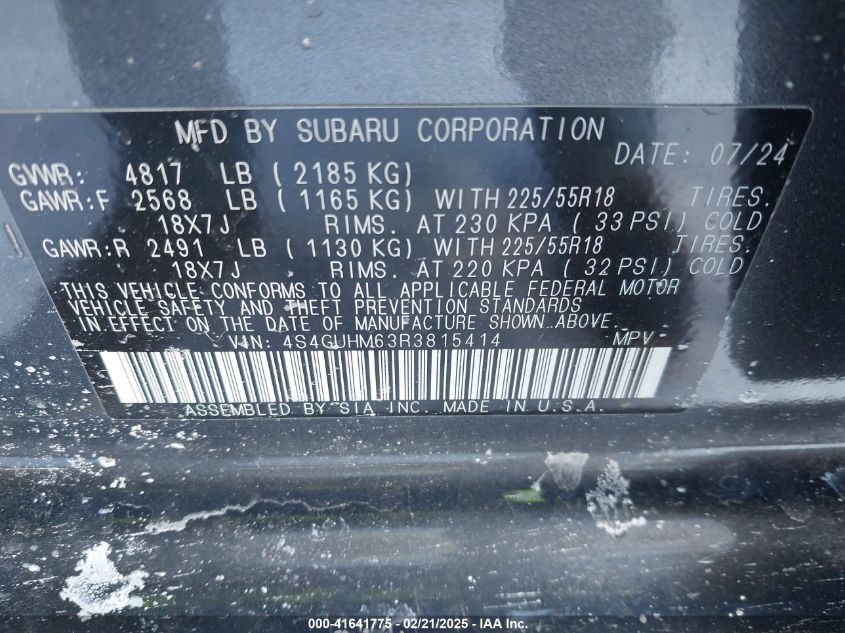 MFD BY SUBARU CORPORATION
DATE: 07/24
GVWR: 4817 LB ( 2185 KG)
GAWR:F 2568 LB ( 1165 KG) WITH 225/55R18 TIRES.
18X7J RIMS. AT 230 KPA ( 33 PSI) COLD
GAWR:R 2491 LB ( 1130 KG) WITH 225/55R18 TIRES.
18X7J RIMS. AT 220 KPA ( 32 PSI) COLD
THIS VEHICLE CONFORMS TO ALL APPLICABLE FEDERAL MOTOR
VEHICLE SAFETY AND THEFT PREVENTION STANDARDS
IN EFFECT ON THE DATE OF MANUFACTURE SHOWN ABOVE.
VIN: 4S4GUHM63R3815414 MPV
ASSEMBLED BY SIA INC. MADE IN U.S.A.
000-41641775 - 02/21/2025 - IAA Inc.